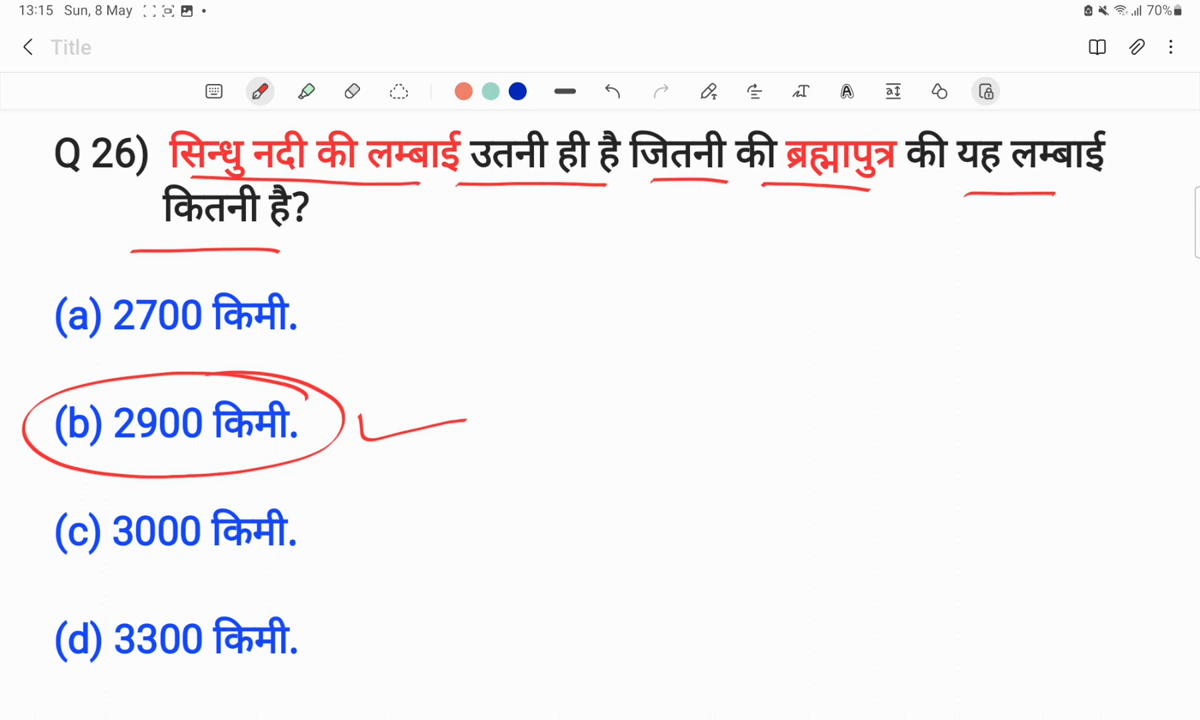 13:15 Sun, 8 May 70%
Title
Q 26) सिन्धु नदी की लम्बाई उतनी ही है जितनी की ब्रह्मापुत्र की यह लम्बाई
कितनी है?
(a) 2700 किमी.
(b) 2900 किमी.
(c) 3000 किमी.
(d) 3300 किमी.